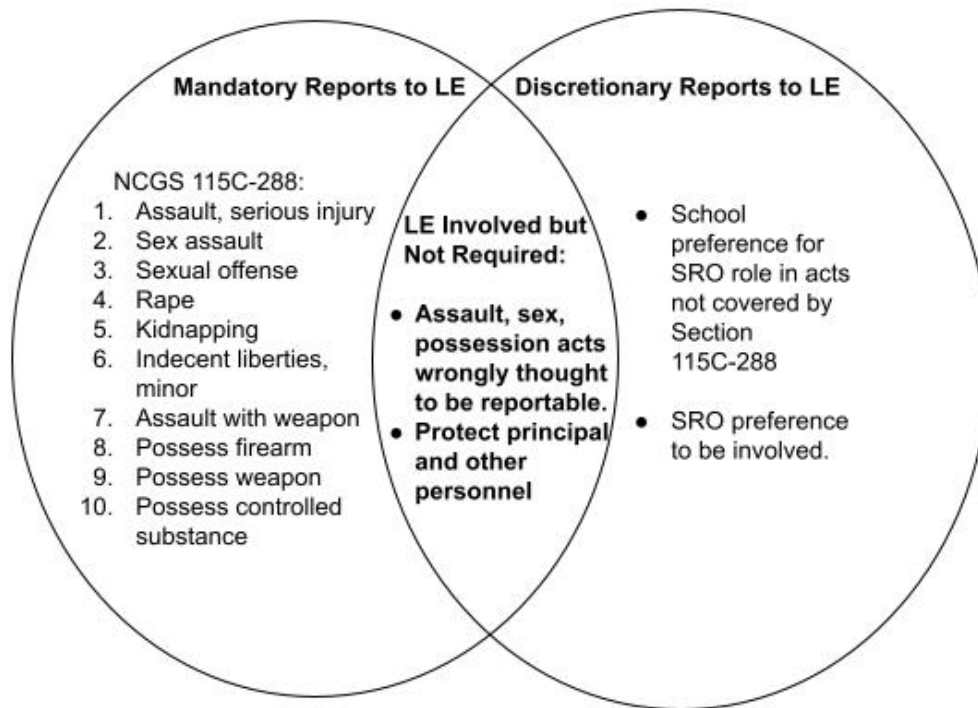 Mandatory Reports to LE
Discretionary Reports to LE
NCGS 115C-288:
1. Assault, serious injury
2. Sex assault
3. Sexual offense
4. Rape
5. Kidnapping
6. Indecent liberties,
minor
7. Assault with weapon
8. Possess firearm
9. Possess weapon
10. Possess controlled
substance
LE Involved but
Not Required:
● Assault, sex,
possession acts
wrongly thought
to be reportable.
● Protect principal
and other
personnel
● School
preference for
SRO role in acts
not covered by
Section
115C-288
● SRO preference
to be involved.